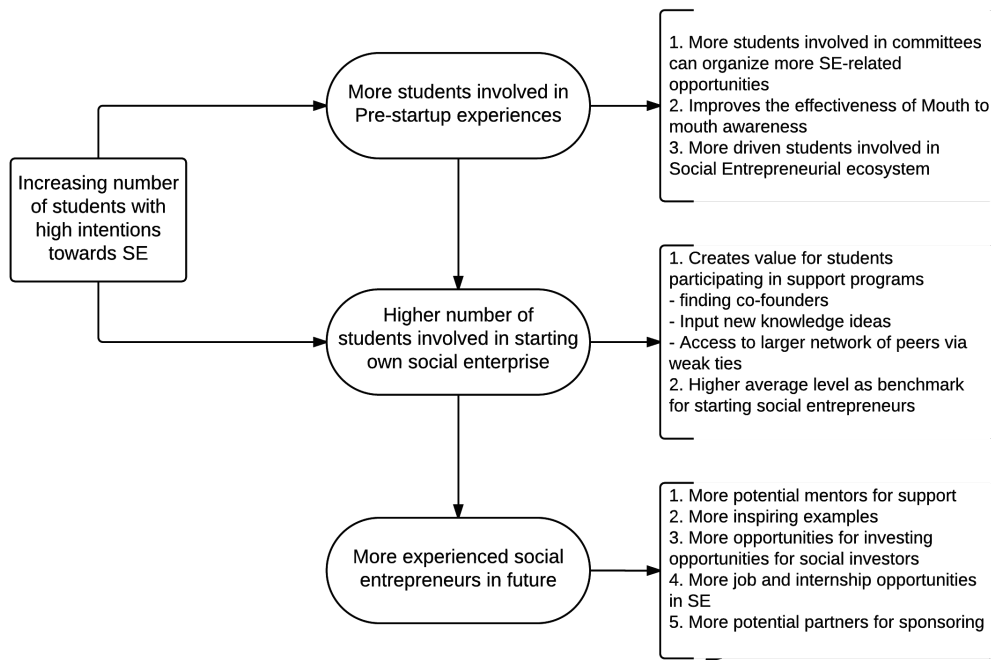 Increasing number
of students with
high intentions
towards SE
More students involved in
Pre-startup experiences
1. More students involved in committees
can organize more SE-related
opportunities
2. Improves the effectiveness of Mouth to
mouth awareness
3. More driven students involved in
Social Entrepreneurial ecosystem
Higher number of
students involved in starting
own social enterprise
1. Creates value for students
participating in support programs
- finding co-founders
- Input new knowledge ideas
- Access to larger network of peers via
weak ties
2. Higher average level as benchmark
for starting social entrepreneurs
More experienced social
entrepreneurs in future
1. More potential mentors for support
2. More inspiring examples
3. More opportunities for investing
opportunities for social investors
4. More job and internship opportunities
in SE
5. More potential partners for sponsoring